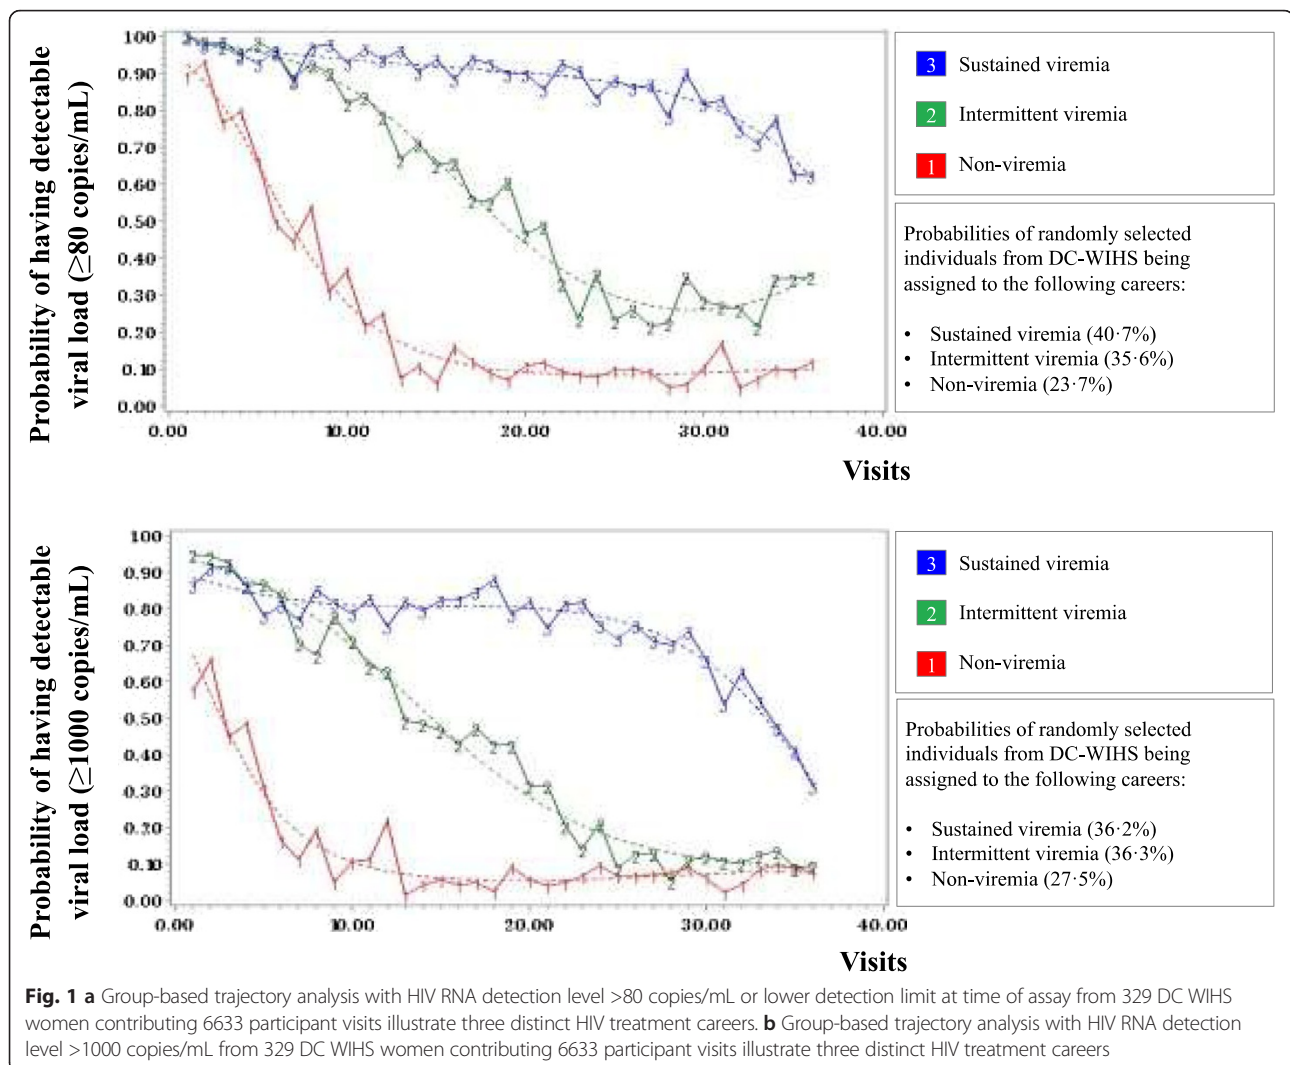 Probability of having detectable
viral load (≥80 copies/mL)
100
0.90
0.80
0.70
0.60
0.50
0.40
0.30
0.20
0.10
0.00
0.00
10.00
20.00
30.00
40.00
Visits
3 Sustained viremia
2 Intermittent viremia
1 Non-viremia
Probabilities of randomly selected
individuals from DC-WIHS being
assigned to the following careers:
• Sustained viremia (40·7%)
• Intermittent viremia (35·6%)
• Non-viremia (23·7%)
Probability of having detectable
viral load (≥1000 copies/mL)
100
0.90
0.80
0.70
0.60
0.50
0.40
0.30
0.20
0.10
0.00
0.00
10.00
20.00
30.00
40.00
Visits
3 Sustained viremia
2 Intermittent viremia
1 Non-viremia
Probabilities of randomly selected
individuals from DC-WIHS being
assigned to the following careers:
• Sustained viremia (36·2%)
• Intermittent viremia (36·3%)
• Non-viremia (27·5%)
Fig. 1 a Group-based trajectory analysis with HIV RNA detection level >80 copies/mL or lower detection limit at time of assay from 329 DC WIHS
women contributing 6633 participant visits illustrate three distinct HIV treatment careers. b Group-based trajectory analysis with HIV RNA detection
level >1000 copies/mL from 329 DC WIHS women contributing 6633 participant visits illustrate three distinct HIV treatment careers